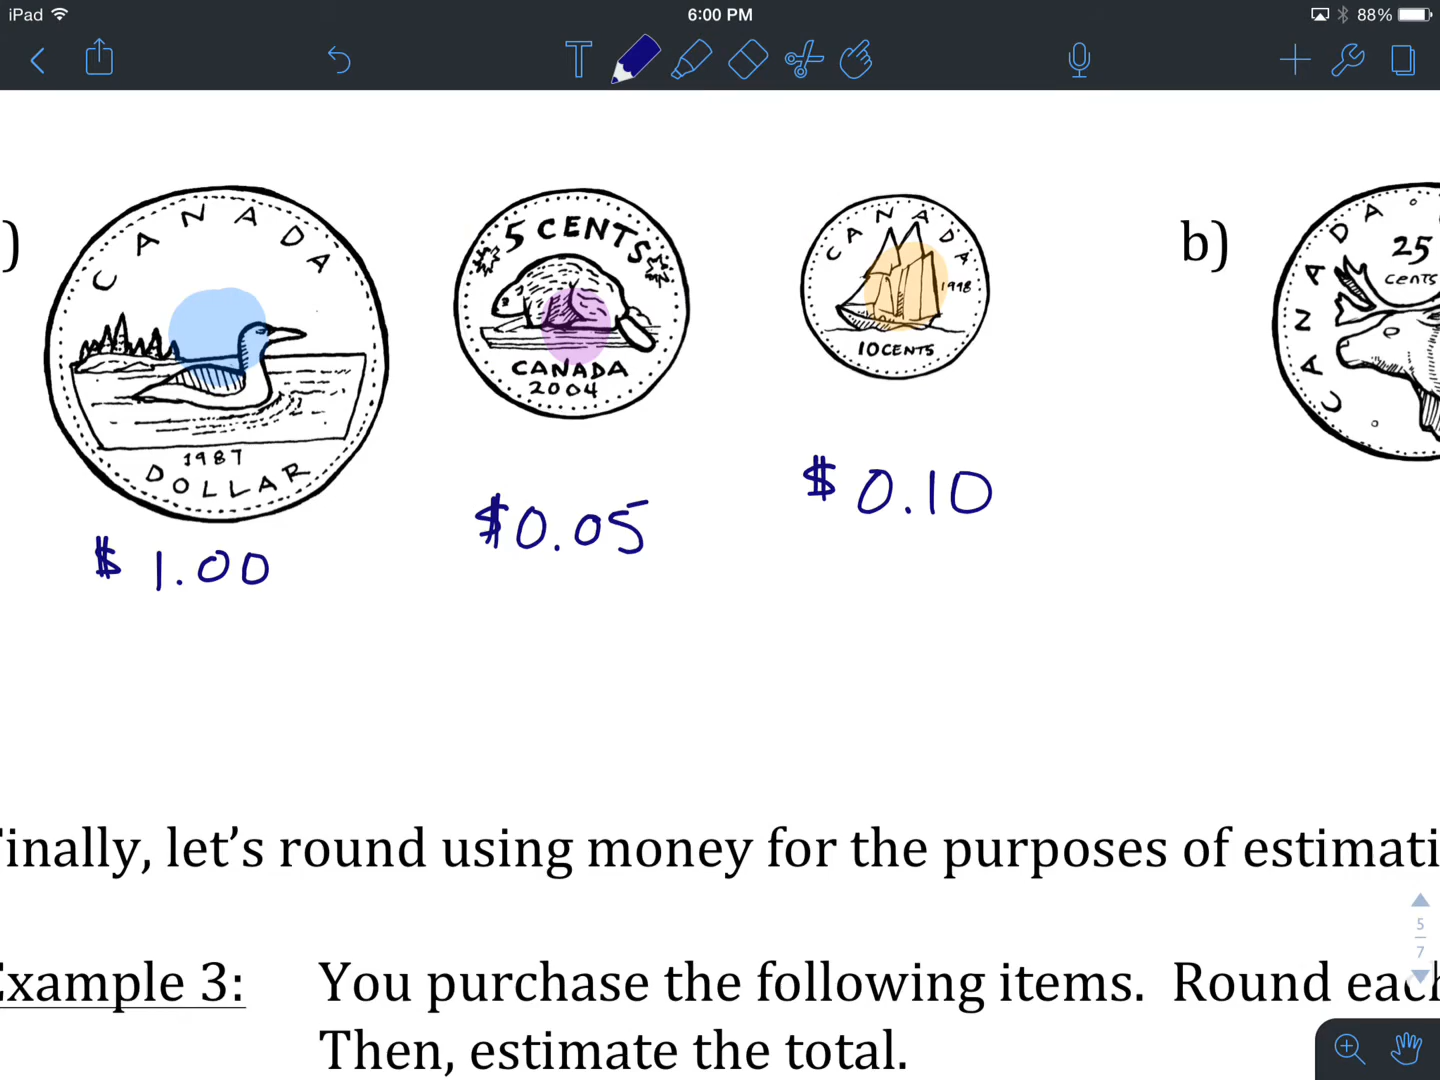 iPad
6:00 PM
88%
T
)
CANADA
1987
DOLLAR
5 CENTS
CANADA
2004
CANADA
1998
10 CENTS
b)
CANADA
25
CENTS
$ 1.00
$0.05
$ 0.10
inally, let's round using money for the purposes of estimati
5
7
xample 3:
You purchase the following items. Round eac
Then, estimate the total.